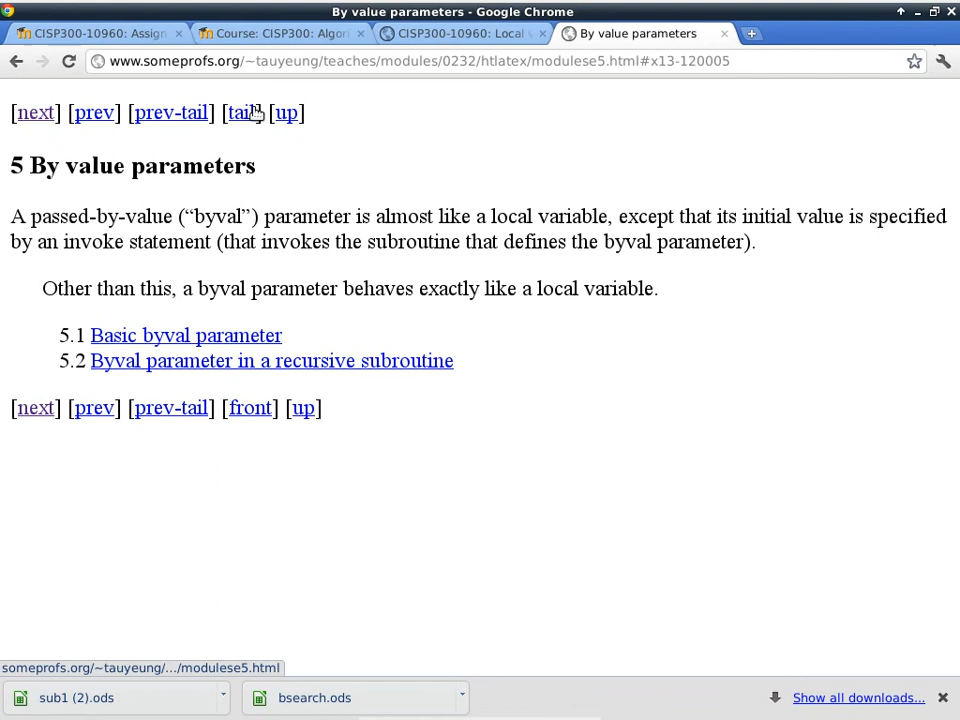 By value parameters - Google Chrome
CISP300-10960: Assign
Course: CISP300: Algori
CISP300-10960: Local v
By value parameters
www.someprofs.org/~tauyeung/teaches/modules/0232/htlatex/modulese5.html#x13-120005
[next] [prev] [prev-tail] [tail] [up]
5 By value parameters
A passed-by-value (“byval”) parameter is almost like a local variable, except that its initial value is specified
by an invoke statement (that invokes the subroutine that defines the byval parameter).
Other than this, a byval parameter behaves exactly like a local variable.
5.1 Basic byval parameter
5.2 Byval parameter in a recursive subroutine
[next] [prev] [prev-tail] [front] [up]
someprofs.org/~tauyeung/.../modulese5.html
sub1 (2).ods
bsearch.ods
Show all downloads...